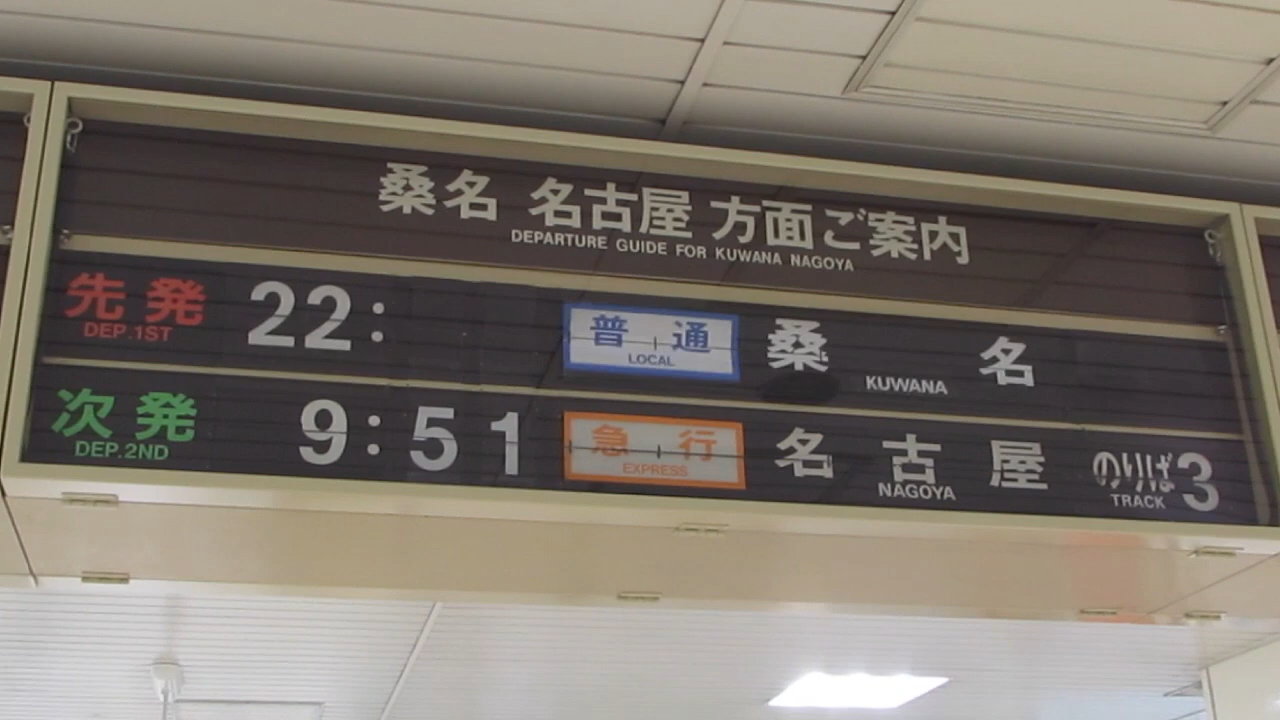 桑名 名古屋 方面ご案内
DEPARTURE GUIDE FOR KUWANA NAGOYA
先発 22: 普通 桑名
DEP.1ST LOCAL KUWANA
次発 9:51 急行 名古屋 のりば 3
DEP.2ND EXPRESS NAGOYA TRACK